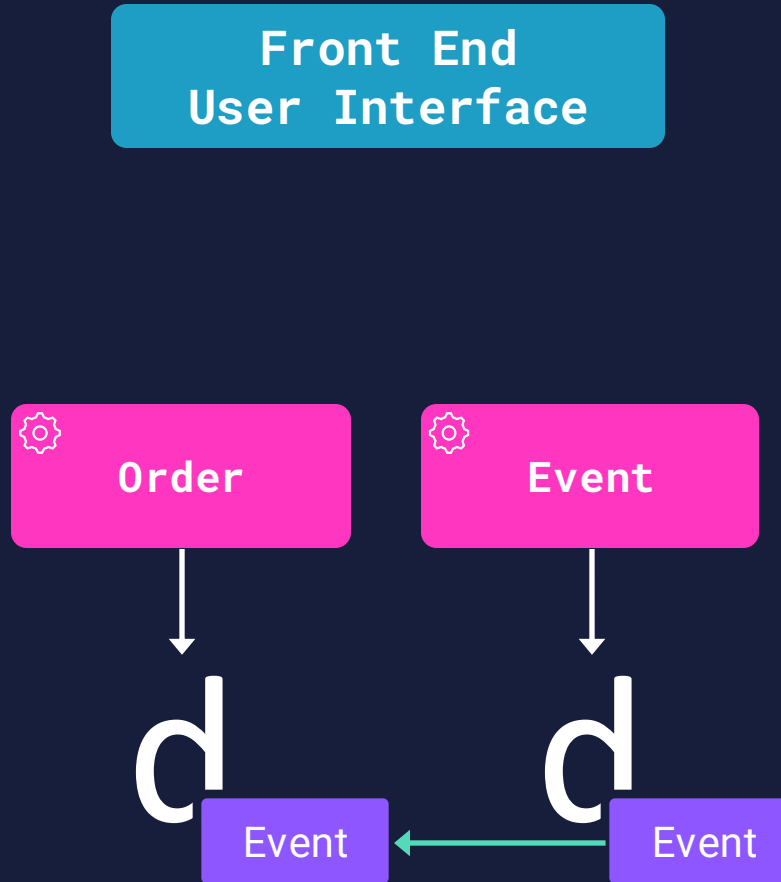 Front End
User Interface
Order
Event
d
d
Event
Event